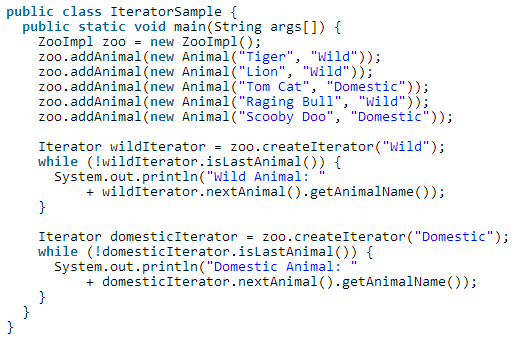 public class IteratorSample {
  public static void main(String args[]) {
    ZooImpl zoo = new ZooImpl();
    zoo.addAnimal(new Animal("Tiger", "Wild"));
    zoo.addAnimal(new Animal("Lion", "Wild"));
    zoo.addAnimal(new Animal("Tom Cat", "Domestic"));
    zoo.addAnimal(new Animal("Raging Bull", "Wild"));
    zoo.addAnimal(new Animal("Scooby Doo", "Domestic"));

    Iterator wildIterator = zoo.createIterator("Wild");
    while (!wildIterator.isLastAnimal()) {
      System.out.println("Wild Animal: "
          + wildIterator.nextAnimal().getAnimalName());
    }

    Iterator domesticIterator = zoo.createIterator("Domestic");
    while (!domesticIterator.isLastAnimal()) {
      System.out.println("Domestic Animal: "
          + domesticIterator.nextAnimal().getAnimalName());
    }
  }
}